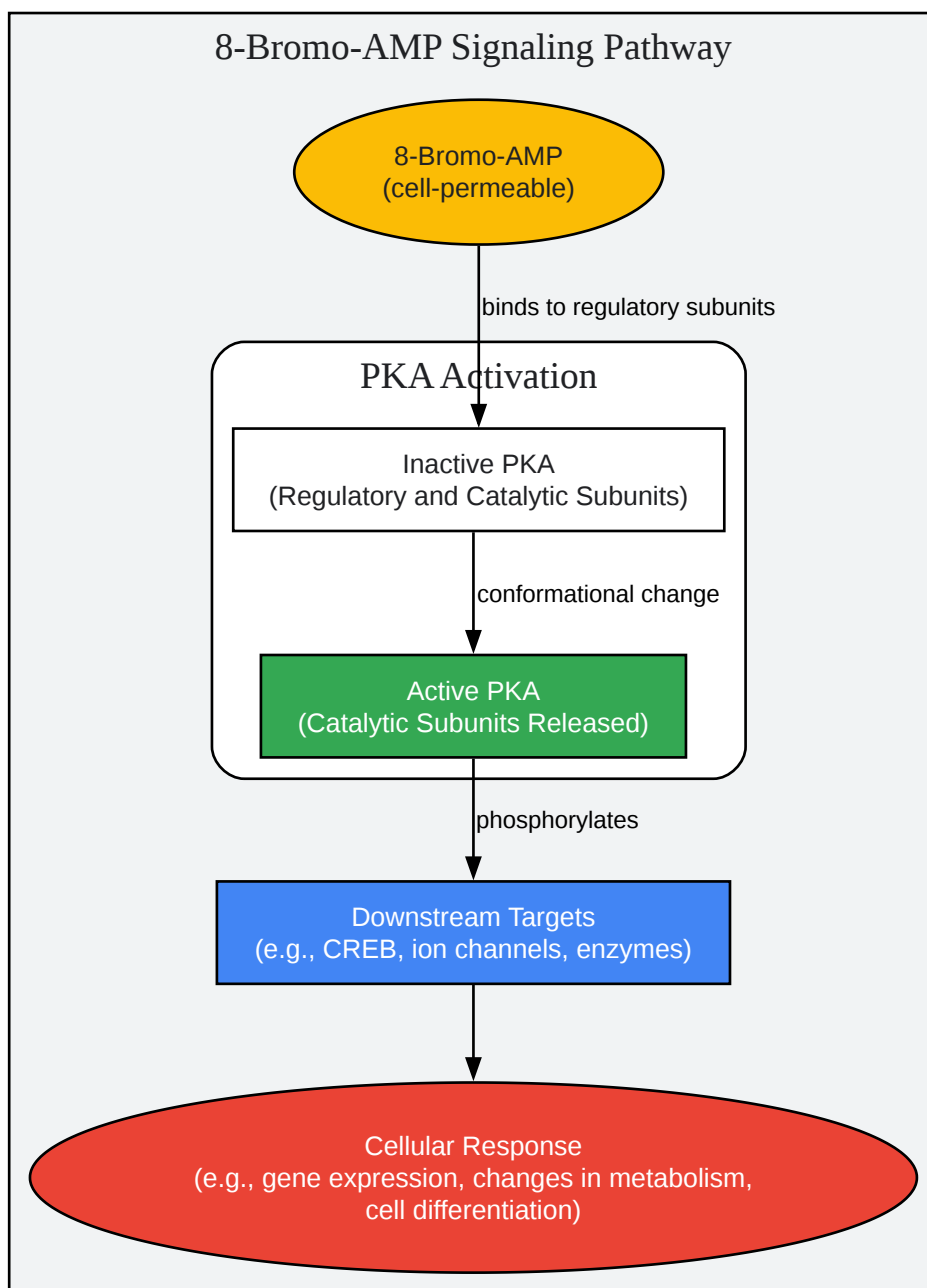 8-Bromo-AMP Signaling Pathway
8-Bromo-AMP
(cell-permeable)
binds to regulatory subunits
PKA Activation
Inactive PKA
(Regulatory and Catalytic Subunits)
conformational change
Active PKA
(Catalytic Subunits Released)
phosphorylates
Downstream Targets
(e.g., CREB, ion channels, enzymes)
Cellular Response
(e.g., gene expression, changes in metabolism,
cell differentiation)